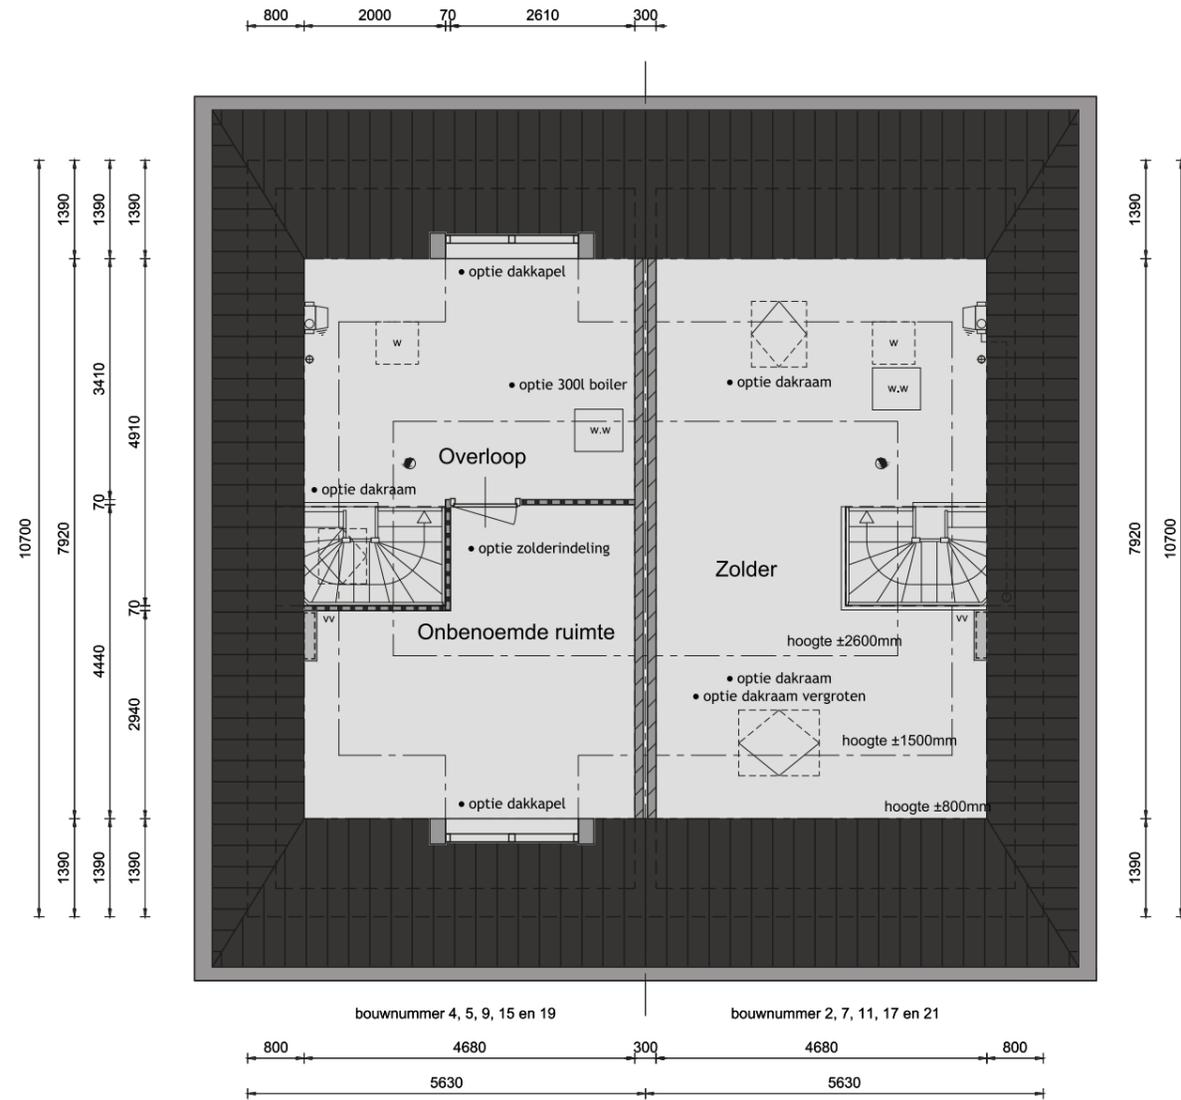 800 2000 70 2610 300
1390 1390 1390 1390
optie dakkapel
w
w
optie dakraam
3410
optie 300l boiler
w.w
4910
w.w
Overloop
optie dakraam
70
10700 7920 7920 10700
optie zolderindeling
Zolder
70
vv
vv
Onbenoemde ruimte
hoogte ±2600mm
4440
optie dakraam
optie dakraam vergroten
2940
hoogte ±1500mm
optie dakkapel
hoogte ±800mm
1390 1390 1390 1390
bouwnummer 4, 5, 9, 15 en 19
bouwnummer 2, 7, 11, 17 en 21
800 4680 300 4680 800
5630 5630